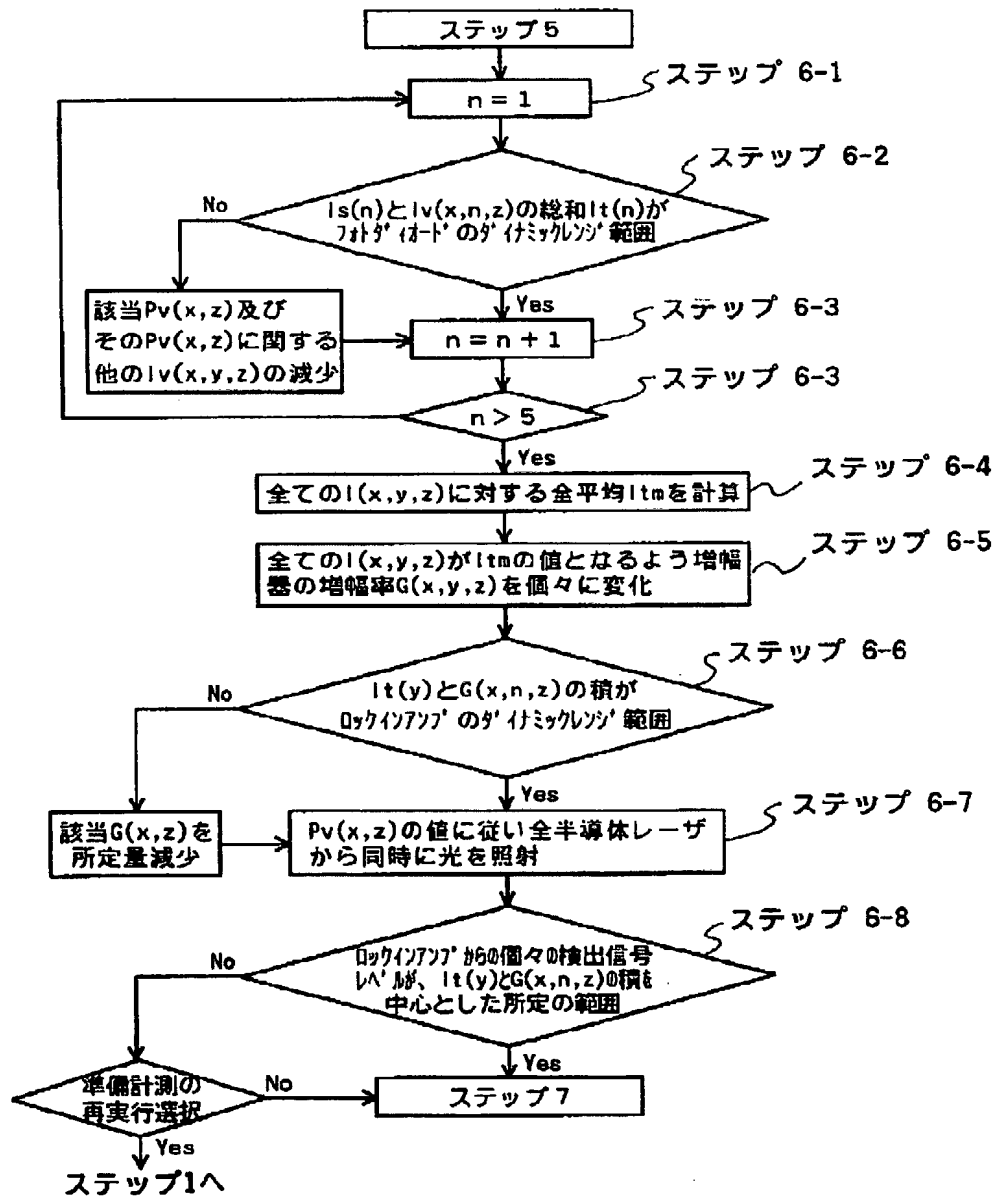 ステップ5
ステップ 6-1
n=1
ステップ 6-2
No
Is(n)とIv(x,n,z)の総和It(n)が
フォトダイオードのダイナミックレンジ範囲
該当Pv(x,z)及び
そのPv(x,z)に関する
他のIv(x,y,z)の減少
Yes
ステップ 6-3
n=n+1
ステップ 6-3
n>5
Yes
ステップ 6-4
全てのI(x,y,z)に対する全平均Itmを計算
ステップ 6-5
全てのI(x,y,z)がItmの値となるよう増幅
器の増幅率G(x,y,z)を個々に変化
ステップ 6-6
No
It(y)とG(x,n,z)の積が
ロックインアンプのダイナミックレンジ範囲
Yes
ステップ 6-7
該当G(x,z)を
所定量減少
Pv(x,z)の値に従い全半導体レーザ
から同時に光を照射
ステップ 6-8
No
ロックインアンプからの個々の検出信号
レベルが、It(y)とG(x,n,z)の積を
中心とした所定の範囲
Yes
準備計測の
再実行選択
No
ステップ7
Yes
ステップ1へ